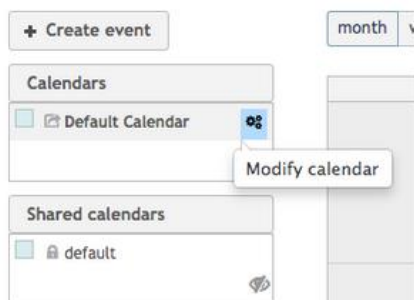 + Create event
month
Calendars
Default Calendar
Modify calendar
Shared calendars
default